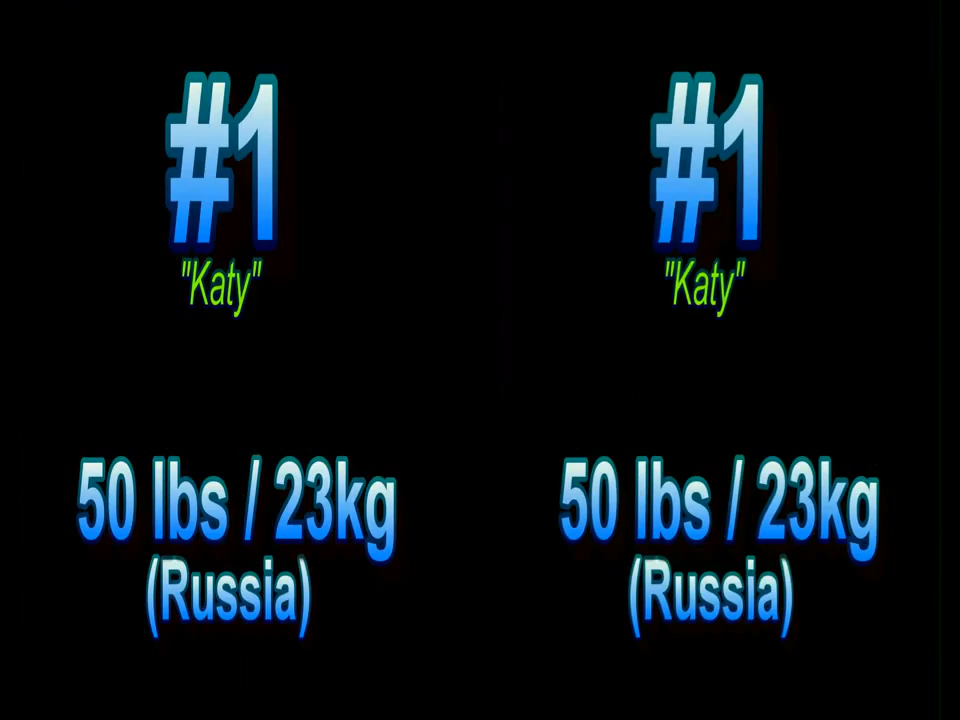 #1 #1
"Katy" "Katy"
50 lbs / 23kg 50 lbs / 23kg
(Russia) (Russia)